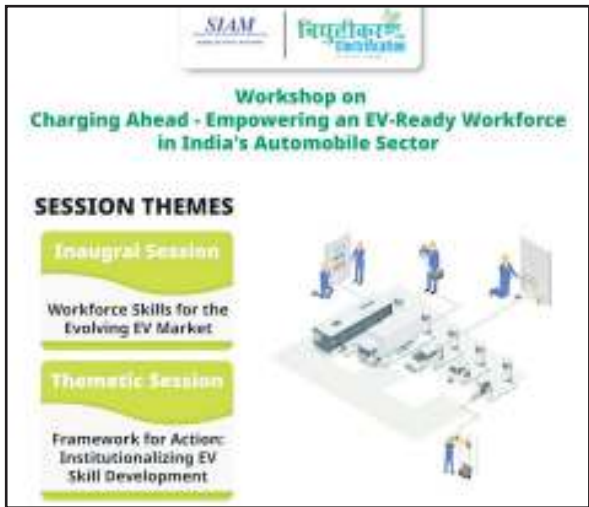 SIAM
विद्युतीकरण
Electrification
Workshop on
Charging Ahead - Empowering an EV-Ready Workforce
in India's Automobile Sector
SESSION THEMES
Inaugral Session
Workforce Skills for the
Evolving EV Market
Thematic Session
Framework for Action:
Institutionalizing EV
Skill Development